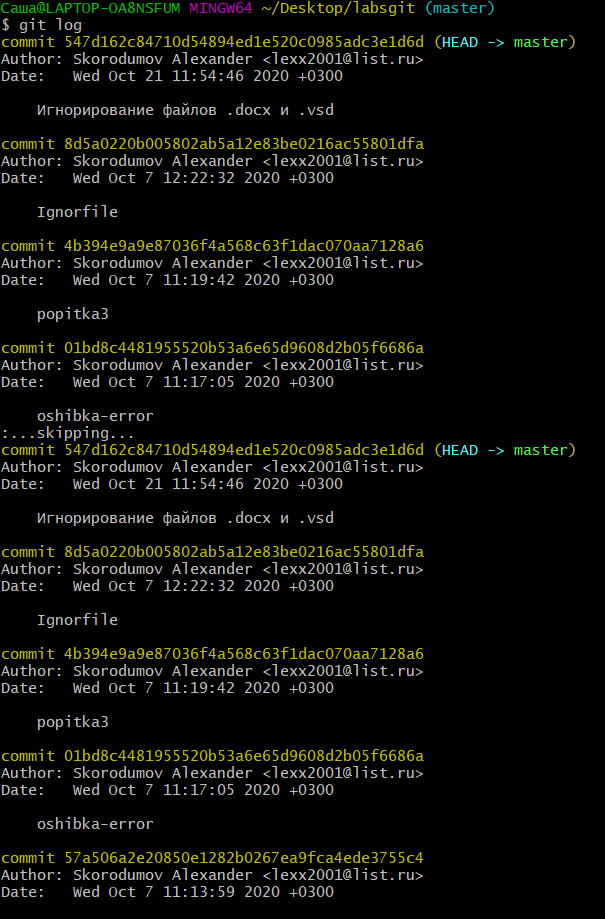 Саша@LAPTOP-OA8NSFUM MINGW64 ~/Desktop/labsgit (master)
$ git log
commit 547d162c84710d54894ed1e520c0985adc3e1d6d (HEAD -> master)
Author: Skorodumov Alexander <lexx2001@list.ru>
Date:   Wed Oct 21 11:54:46 2020 +0300

    Игнорирование файлов .docx и .vsd

commit 8d5a0220b005802ab5a12e83be0216ac55801dfa
Author: Skorodumov Alexander <lexx2001@list.ru>
Date:   Wed Oct 7 12:22:32 2020 +0300

    Ignorfile

commit 4b394e9a9e87036f4a568c63f1dac070aa7128a6
Author: Skorodumov Alexander <lexx2001@list.ru>
Date:   Wed Oct 7 11:19:42 2020 +0300

    popitka3

commit 01bd8c4481955520b53a6e65d9608d2b05f6686a
Author: Skorodumov Alexander <lexx2001@list.ru>
Date:   Wed Oct 7 11:17:05 2020 +0300

    oshibka-error
:...skipping...
commit 547d162c84710d54894ed1e520c0985adc3e1d6d (HEAD -> master)
Author: Skorodumov Alexander <lexx2001@list.ru>
Date:   Wed Oct 21 11:54:46 2020 +0300

    Игнорирование файлов .docx и .vsd

commit 8d5a0220b005802ab5a12e83be0216ac55801dfa
Author: Skorodumov Alexander <lexx2001@list.ru>
Date:   Wed Oct 7 12:22:32 2020 +0300

    Ignorfile

commit 4b394e9a9e87036f4a568c63f1dac070aa7128a6
Author: Skorodumov Alexander <lexx2001@list.ru>
Date:   Wed Oct 7 11:19:42 2020 +0300

    popitka3

commit 01bd8c4481955520b53a6e65d9608d2b05f6686a
Author: Skorodumov Alexander <lexx2001@list.ru>
Date:   Wed Oct 7 11:17:05 2020 +0300

    oshibka-error

commit 57a506a2e20850e1282b0267ea9fca4ede3755c4
Author: Skorodumov Alexander <lexx2001@list.ru>
Date:   Wed Oct 7 11:13:59 2020 +0300